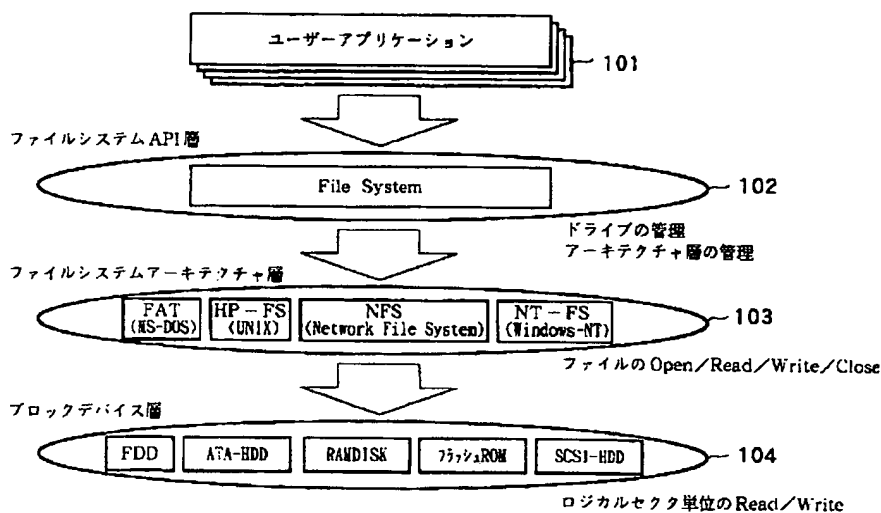 ユーザーアプリケーション
101
ファイルシステムAPI層
File System
102
ドライブの管理
アーキテクチャ層の管理
ファイルシステムアーキテクチャ層
FAT
(MS-DOS)
HP-FS
(UNIX)
NFS
(Network File System)
NT-FS
(Windows-NT)
103
ファイルのOpen/Read/Write/Close
ブロックデバイス層
FDD
ATA-HDD
RAMDISK
フラッシュROM
SCSI-HDD
104
ロジカルセクタ単位のRead/Write